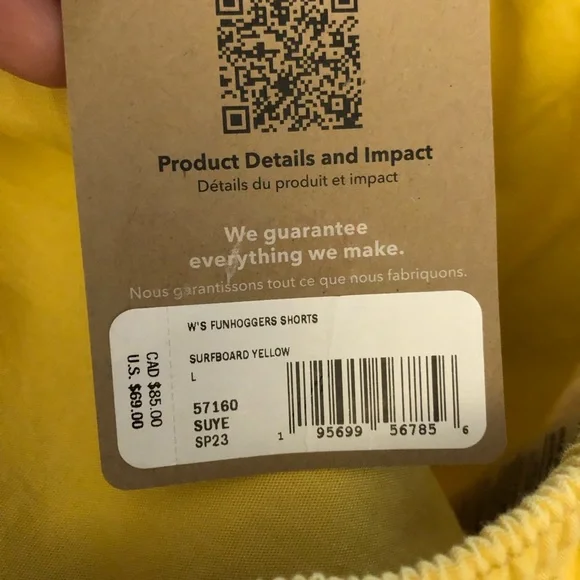 Product Details and Impact
Détails du produit et impact
We guarantee
everything we make.
Nous garantissons tout ce que nous fabriquons.
W'S FUNHOGGERS SHORTS
SURFBOARD YELLOW
L
57160
SUYE
SP23
1 95699 56785 6
CAD $85.00
U.S. $69.00